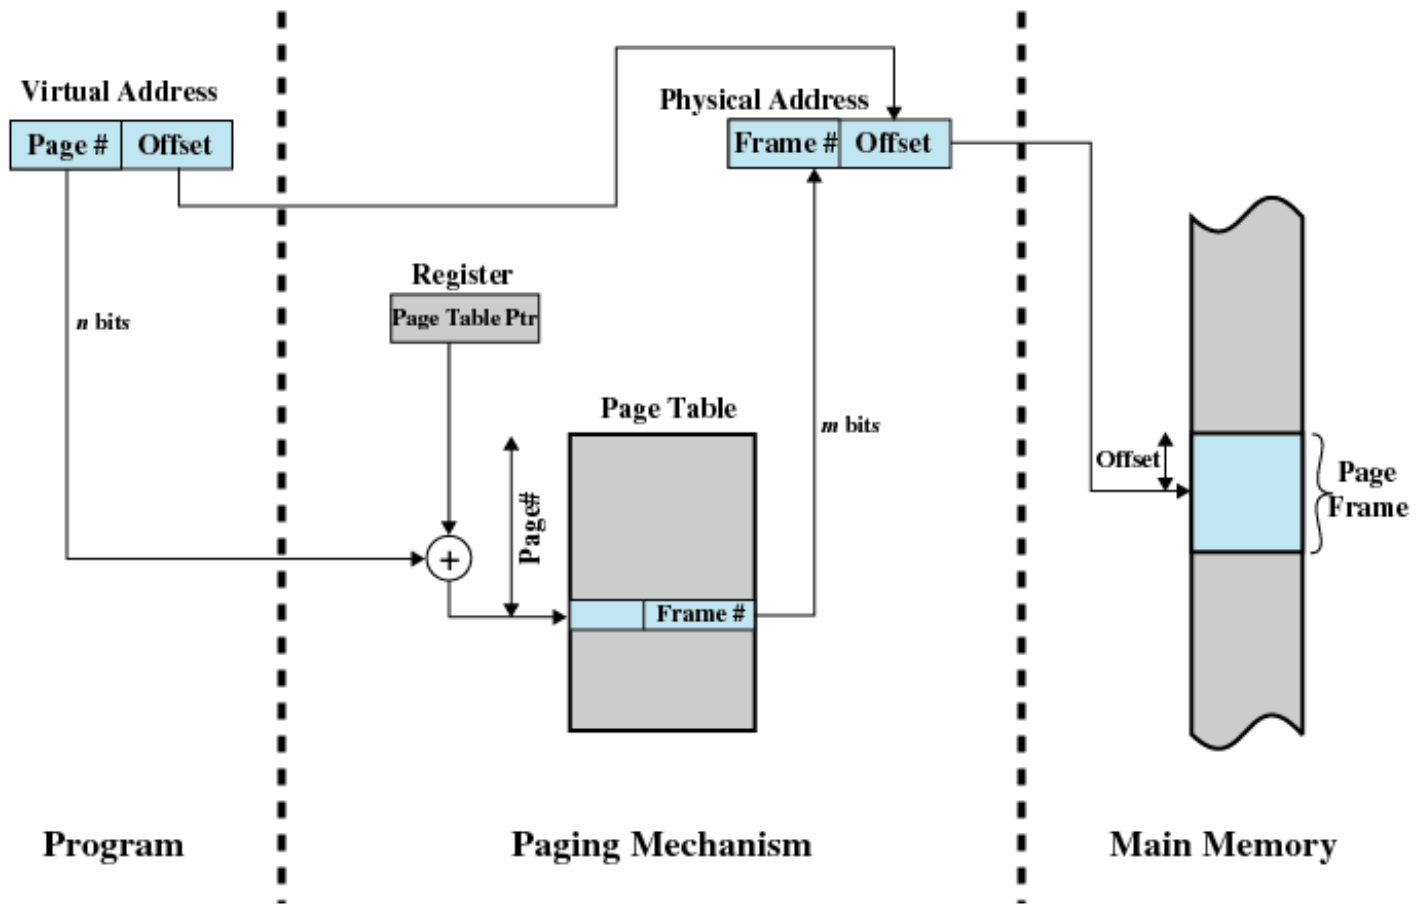 Virtual Address
Page #
Offset
Physical Address
Frame #
Offset
Register
Page Table Ptr
n bits
Page Table
m bits
Page#
Frame #
Offset
Page
Frame
Program
Paging Mechanism
Main Memory
+